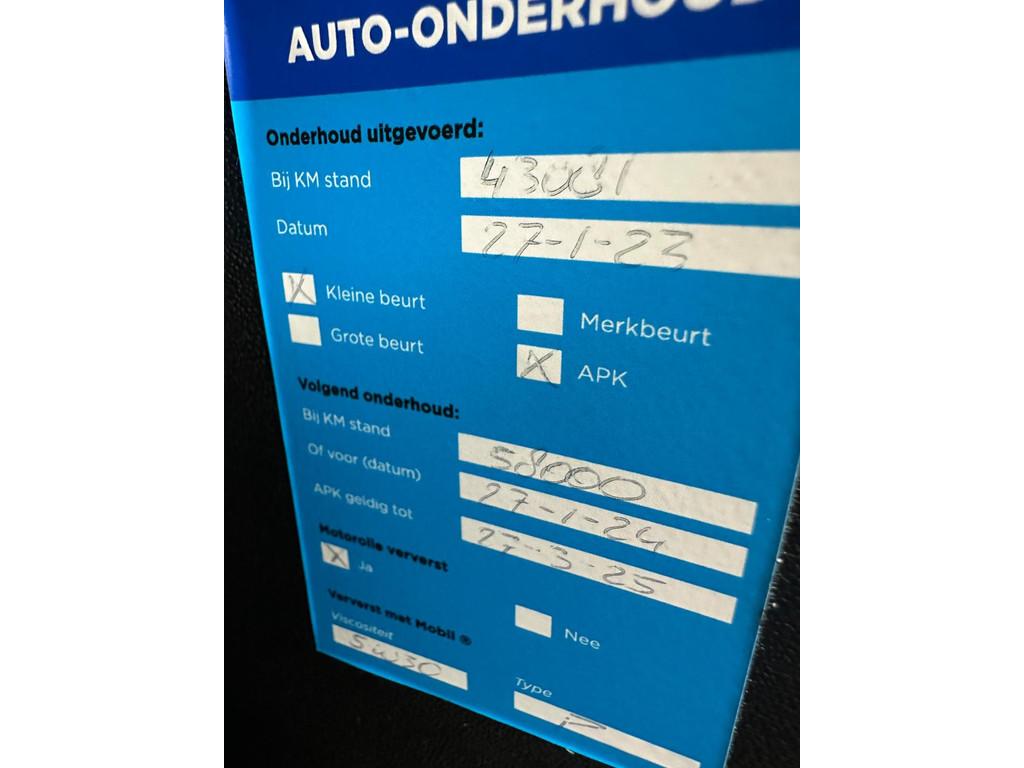 AUTO-ONDERHOUD
Onderhoud uitgevoerd:
Bij KM stand 43081
Datum 27-1-23
X Kleine beurt Merkbeurt
Grote beurt X APK
Volgend onderhoud:
Bij KM stand 58000
Of voor (datum) 27-1-24
APK geldig tot 27-3-25
Motorolie ververst
X Ja Nee
Ververst met Mobil ®
Viscositeit Type
5W30